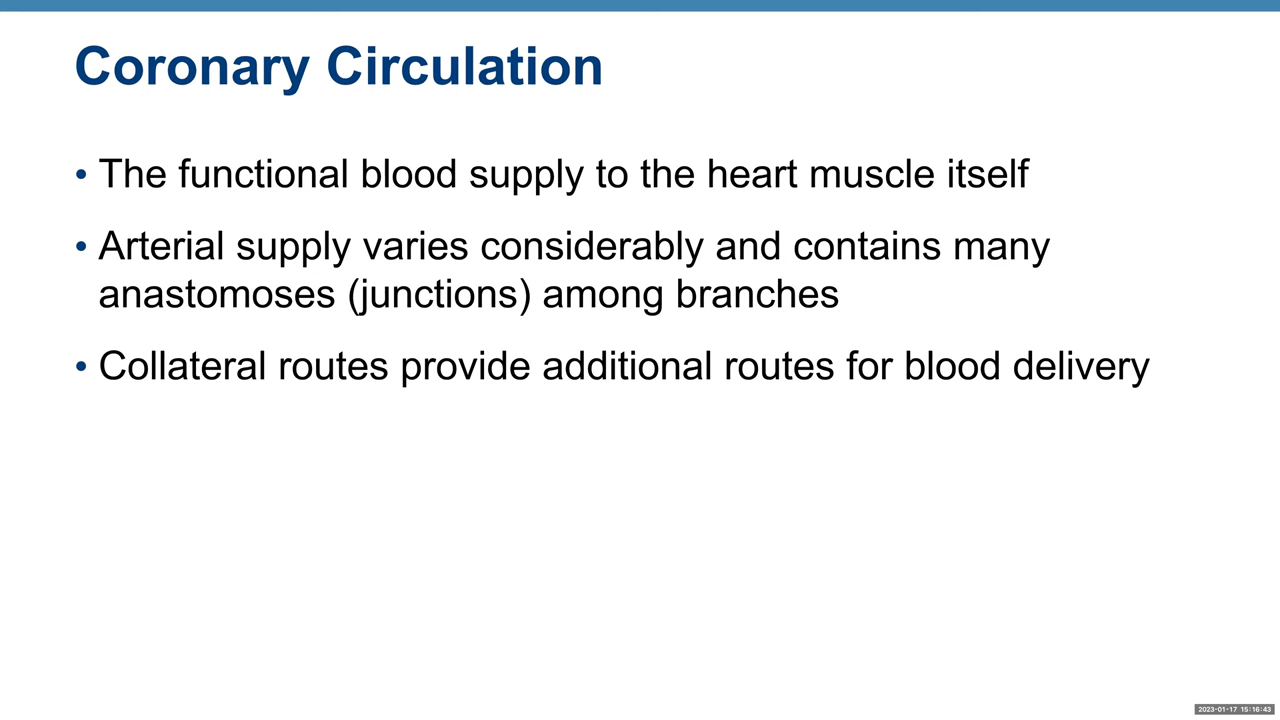 Coronary Circulation
• The functional blood supply to the heart muscle itself
• Arterial supply varies considerably and contains many
anastomoses (junctions) among branches
• Collateral routes provide additional routes for blood delivery
2023-01-17 15:16:43